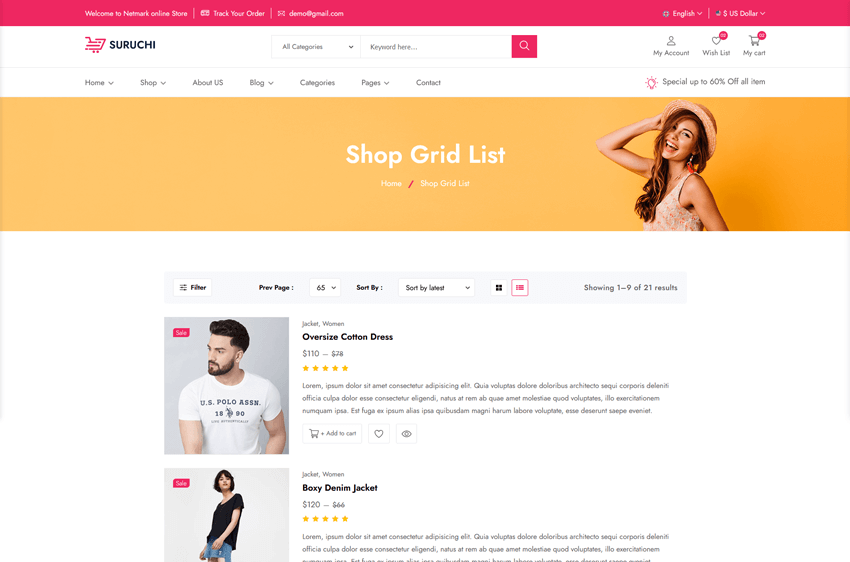 Welcome to Netmark online Store
Track Your Order
demo@gmail.com
English
$ US Dollar
SURUCHI
All Categories
Keyword here...
My Account
02
Wish List
02
My cart
Home
Shop
About US
Blog
Categories
Pages
Contact
Special up to 60% Off all item
Shop Grid List
Home / Shop Grid List
Filter
Prev Page :
65
Sort By :
Sort by latest
Showing 1–9 of 21 results
Sale
U.S. POLO ASSN.
18 90
Jacket, Women
Oversize Cotton Dress
$110 — $78
Lorem, ipsum dolor sit amet consectetur adipisicing elit. Quia voluptas dolore doloribus architecto sequi corporis deleniti
officia culpa dolor esse consectetur eligendi, natus at rem ab quae amet molestiae quod voluptates, illo exercitationem
numquam ipsa. Est fuga ex ipsum alias ipsa quibusdam magni harum labore voluptate, esse deserunt saepe eveniet.
+ Add to cart
Sale
Jacket, Women
Boxy Denim Jacket
$120 — $66
Lorem, ipsum dolor sit amet consectetur adipisicing elit. Quia voluptas dolore doloribus architecto sequi corporis deleniti
officia culpa dolor esse consectetur eligendi, natus at rem ab quae amet molestiae quod voluptates, illo exercitationem